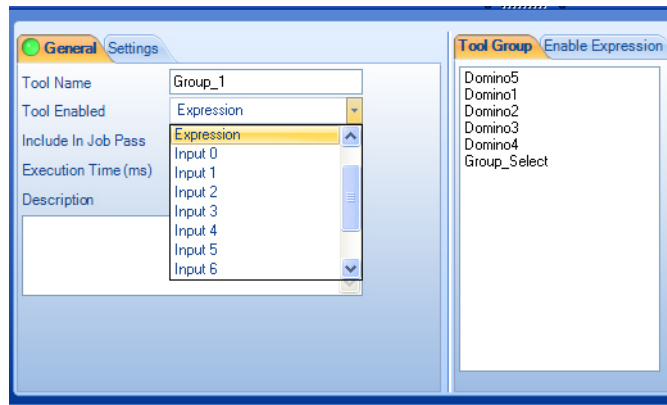 General Settings
Tool Name Group_1
Tool Enabled Expression
Include In Job Pass
Execution Time (ms)
Description
Expression
Input 0
Input 1
Input 2
Input 3
Input 4
Input 5
Input 6
Tool Group Enable Expression
Domino5
Domino1
Domino2
Domino3
Domino4
Group_Select